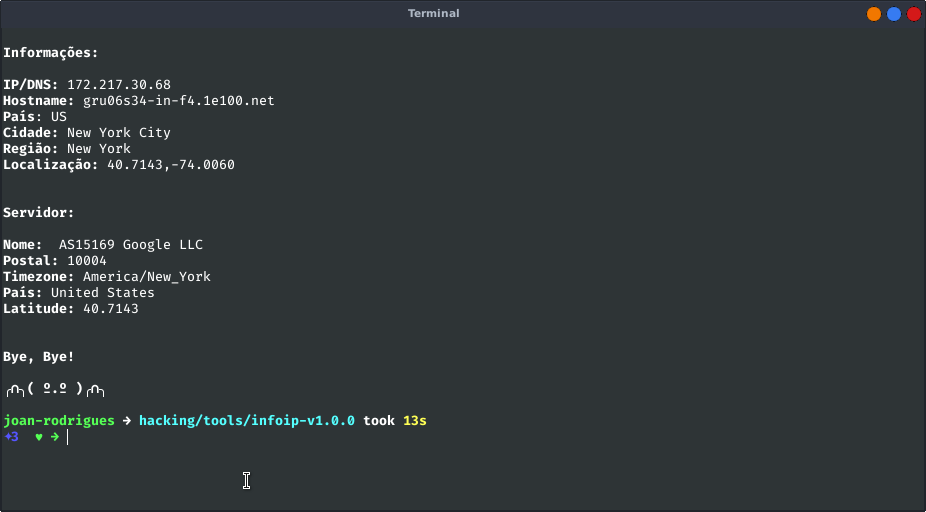 Terminal
Informações:
IP/DNS: 172.217.30.68
Hostname: gru06s34-in-f4.1e100.net
País: US
Cidade: New York City
Região: New York
Localização: 40.7143,-74.0060
Servidor:
Nome:  AS15169 Google LLC
Postal: 10004
Timezone: America/New_York
País: United States
Latitude: 40.7143
Bye, Bye!
╭∩╮( º.º )╭∩╮
joan-rodrigues → hacking/tools/infoip-v1.0.0 took 13s
✦3  ♥ →